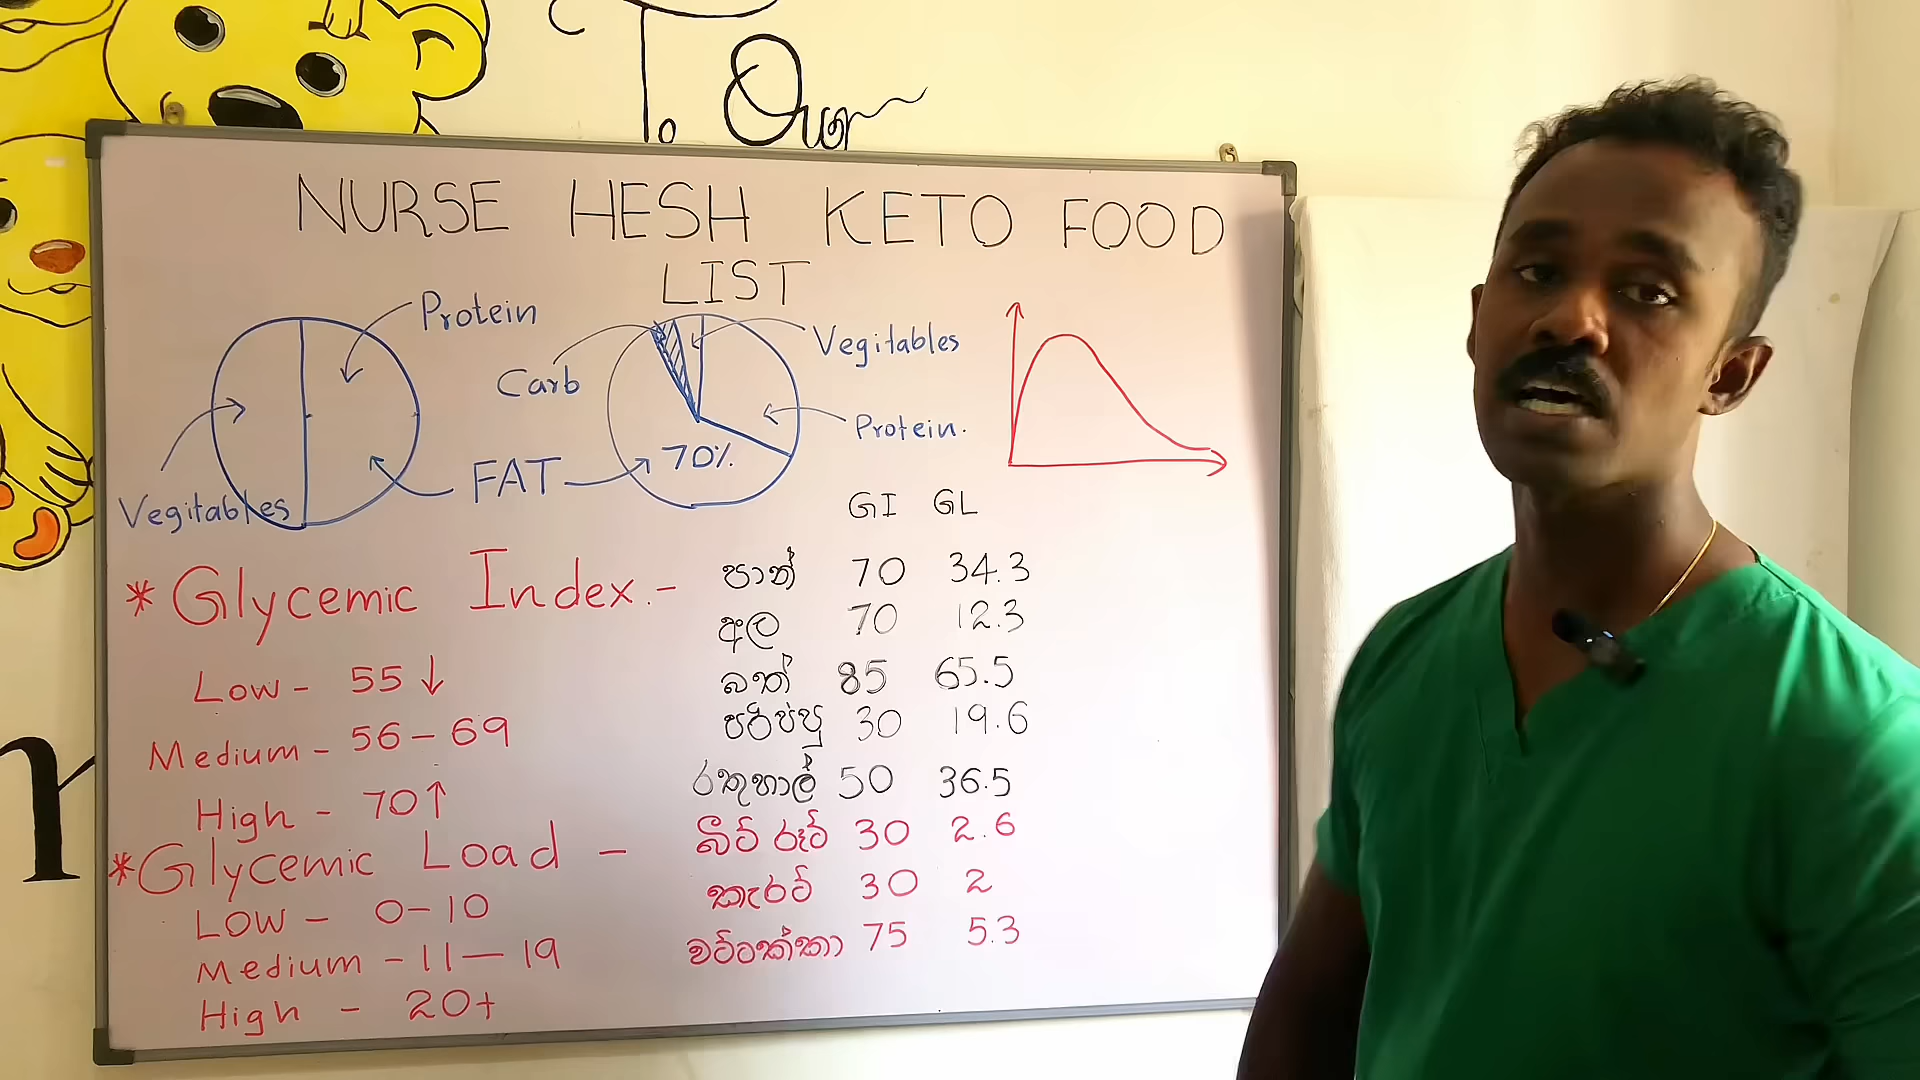 To Our
NURSE HESH KETO FOOD
LIST
Protein
Vegitables
Carb
Protein.
70%
FAT
Vegitables
GI GL
* Glycemic Index.-
පාන් 70 34.3
අල 70 12.3
Low - 55↓
බත් 85 65.5
පරිප්පු 30 19.6
Medium - 56-69
රතුහාල් 50 36.5
High - 70↑
බීට් රූට් 30 2.6
* Glycemic Load -
කැරට් 30 2
LOW - 0-10
වට්ටක්කා 75 5.3
Medium - 11-19
High - 20+